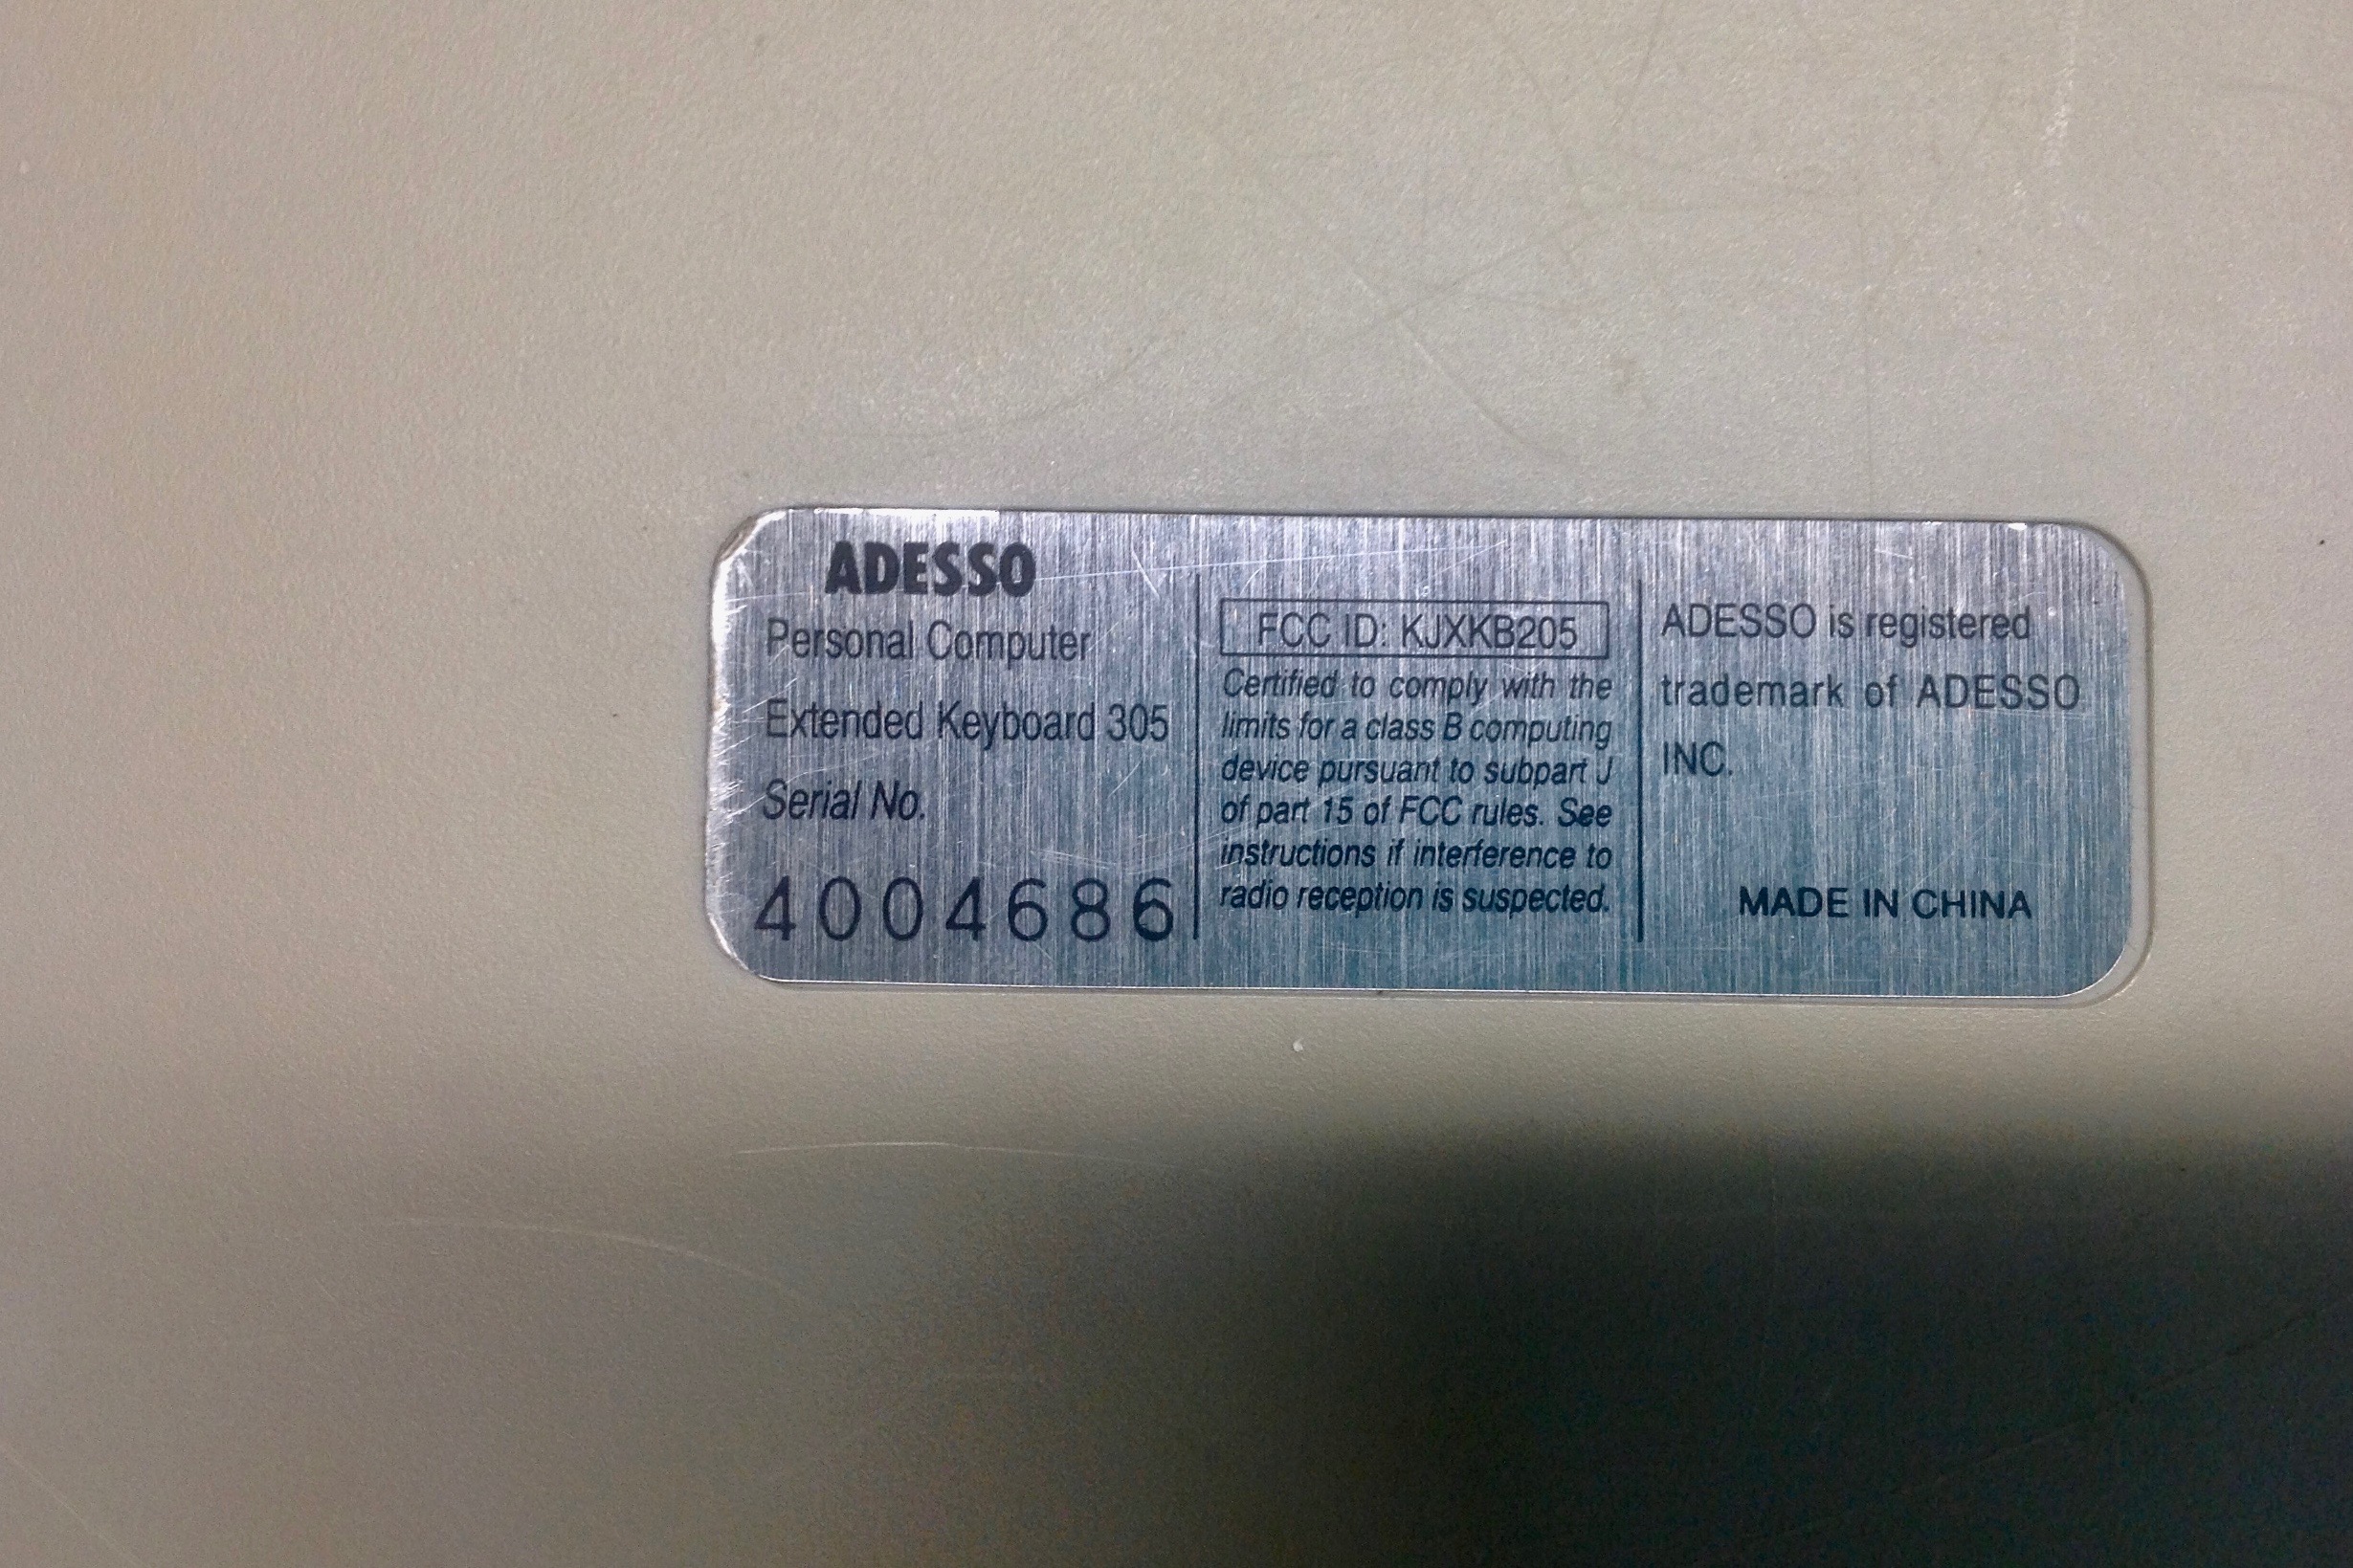 ADESSO
Personal Computer
Extended Keyboard 305
Serial No.
4004686
FCC ID: KJXKB205
Certified to comply with the
limits for a class B computing
device pursuant to subpart J
of part 15 of FCC rules. See
instructions if interference to
radio reception is suspected.
ADESSO is registered
trademark of ADESSO
INC.
MADE IN CHINA